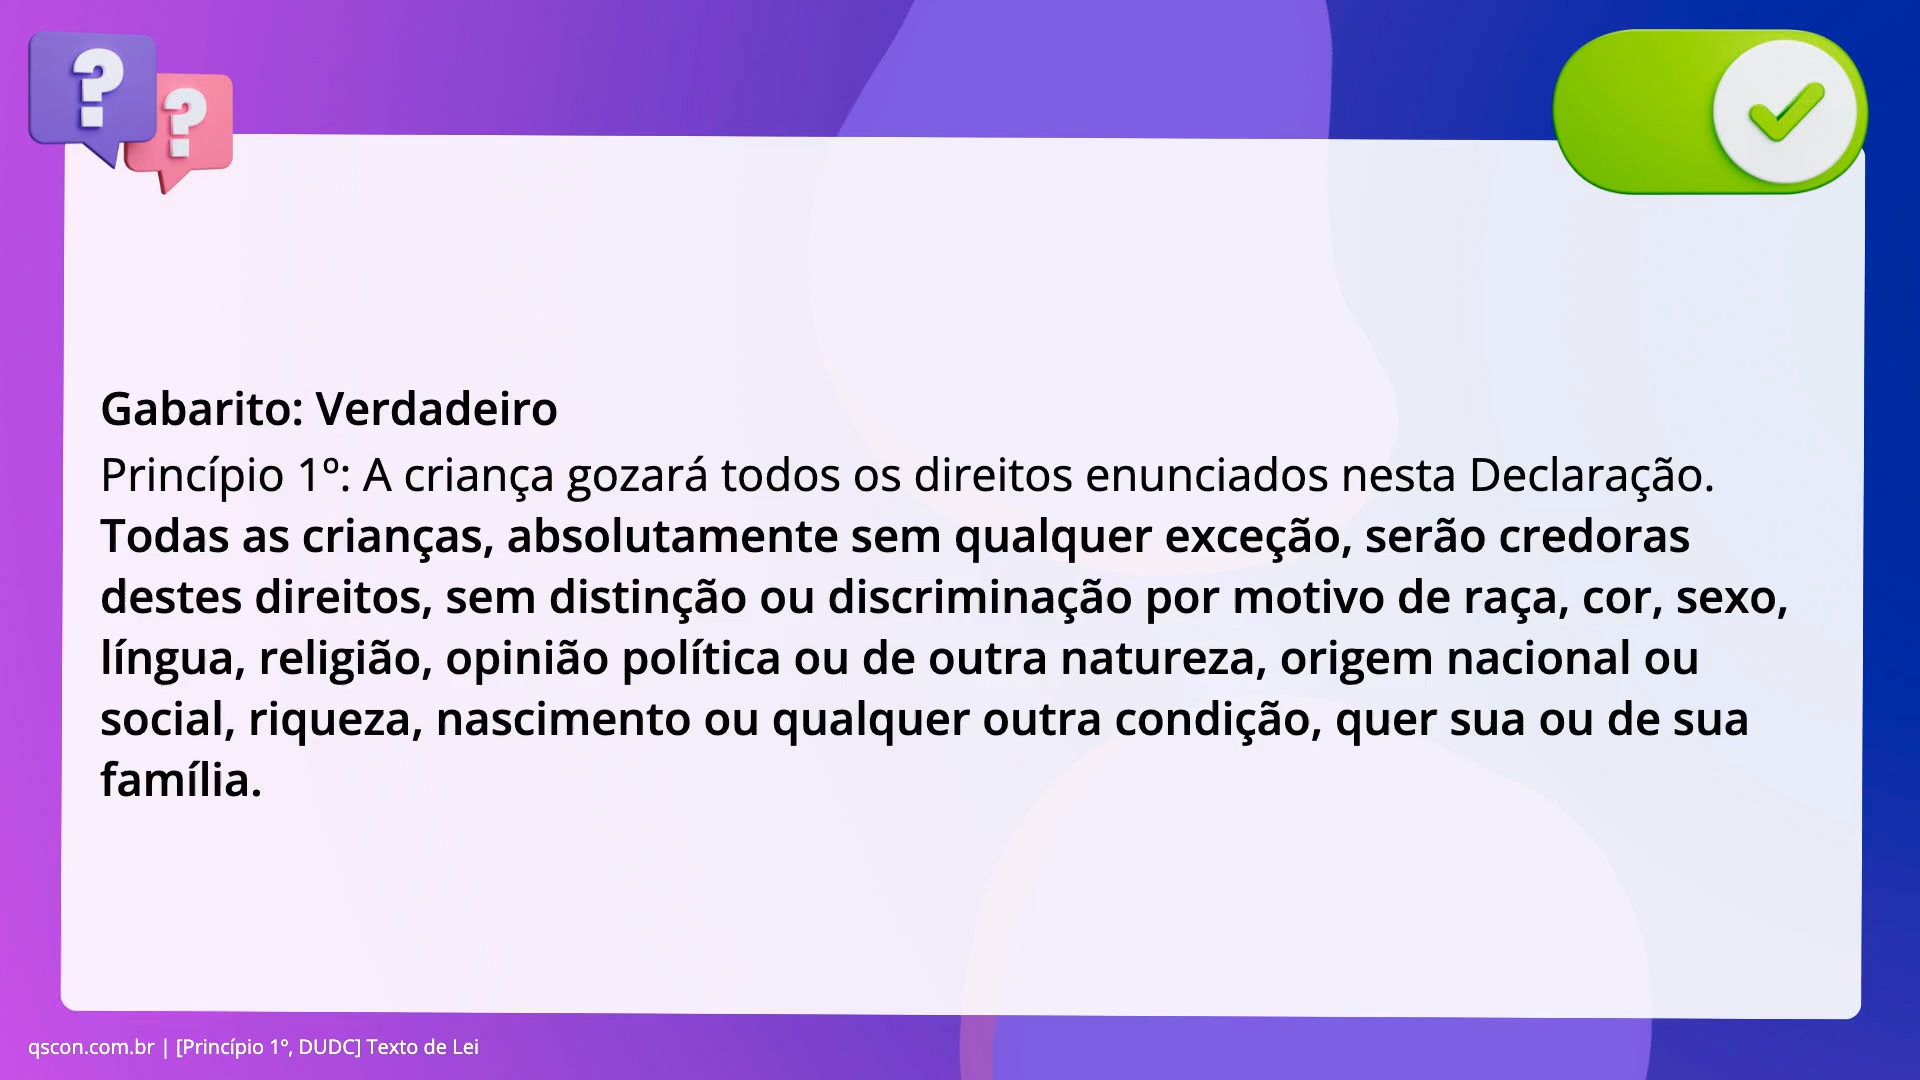 Gabarito: Verdadeiro
Princípio 1º: A criança gozará todos os direitos enunciados nesta Declaração.
Todas as crianças, absolutamente sem qualquer exceção, serão credoras
destes direitos, sem distinção ou discriminação por motivo de raça, cor, sexo,
língua, religião, opinião política ou de outra natureza, origem nacional ou
social, riqueza, nascimento ou qualquer outra condição, quer sua ou de sua
família.
qscon.com.br | [Princípio 1º, DUDC] Texto de Lei